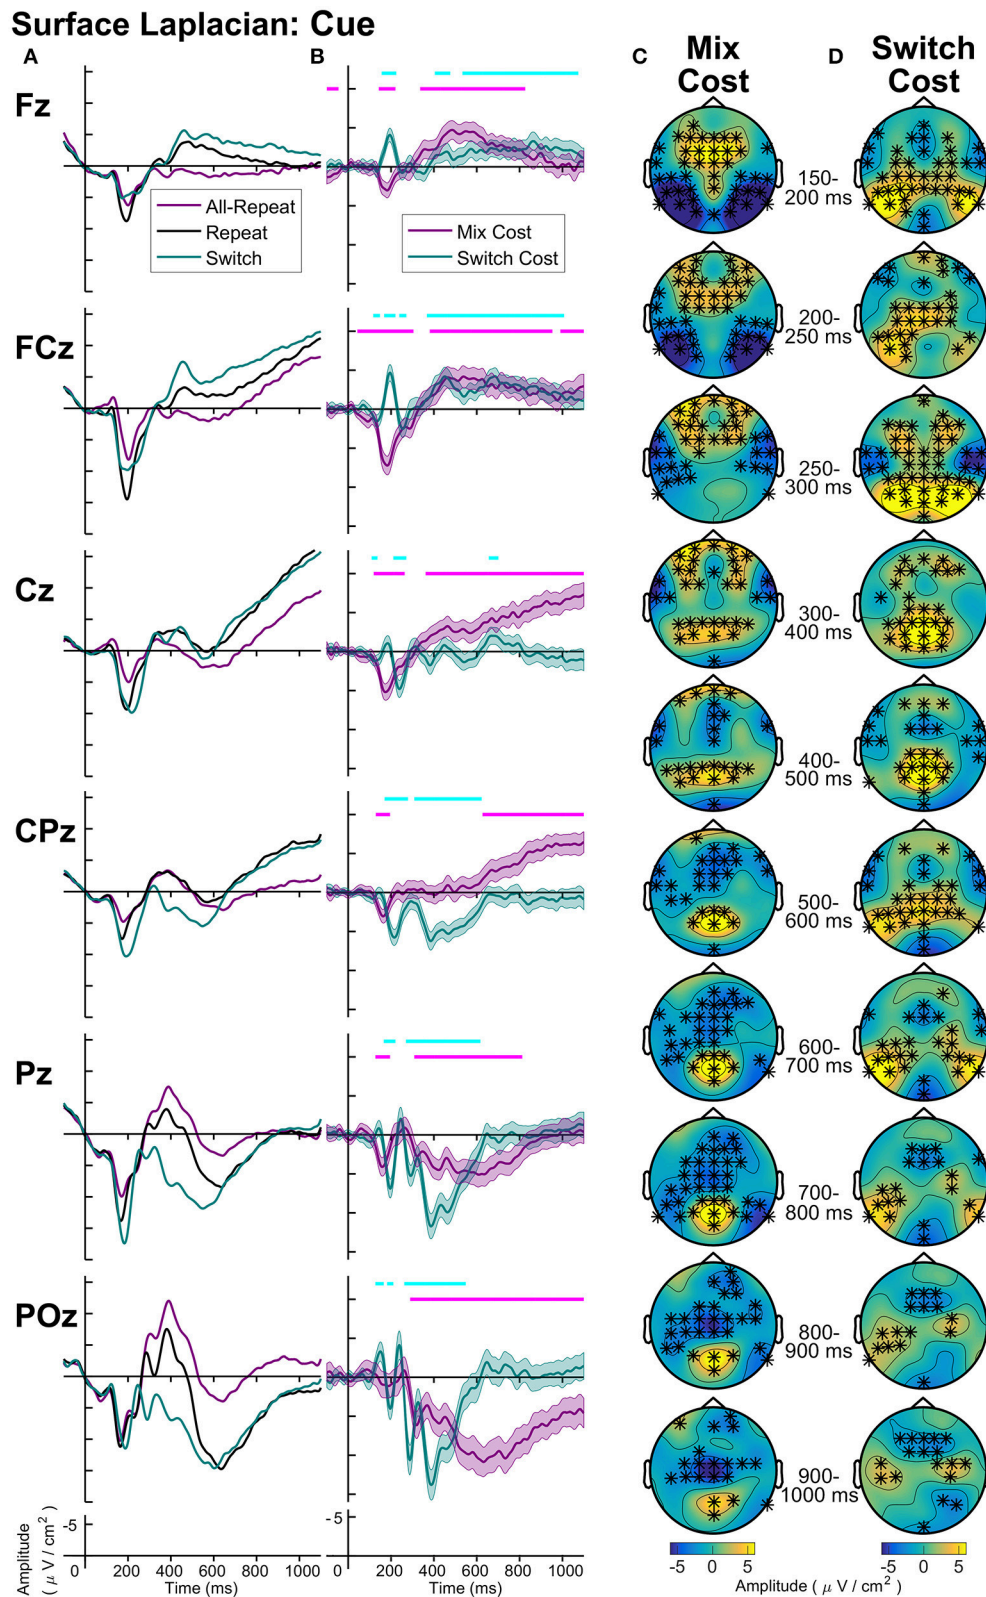 Surface Laplacian: Cue
A
B
C
Mix
Cost
D
Switch
Cost
Fz
All-Repeat
Repeat
Switch
Mix Cost
Switch Cost
FCz
Cz
CPz
Pz
POz
150-
200 ms
200-
250 ms
250-
300 ms
300-
400 ms
400-
500 ms
500-
600 ms
600-
700 ms
700-
800 ms
800-
900 ms
900-
1000 ms
Amplitude
( μ V / cm² )
-5
0 200 400 600 800 1000
Time (ms)
-5
0 200 400 600 800 1000
Time (ms)
-5 0 5
-5 0 5
Amplitude ( μ V / cm² )